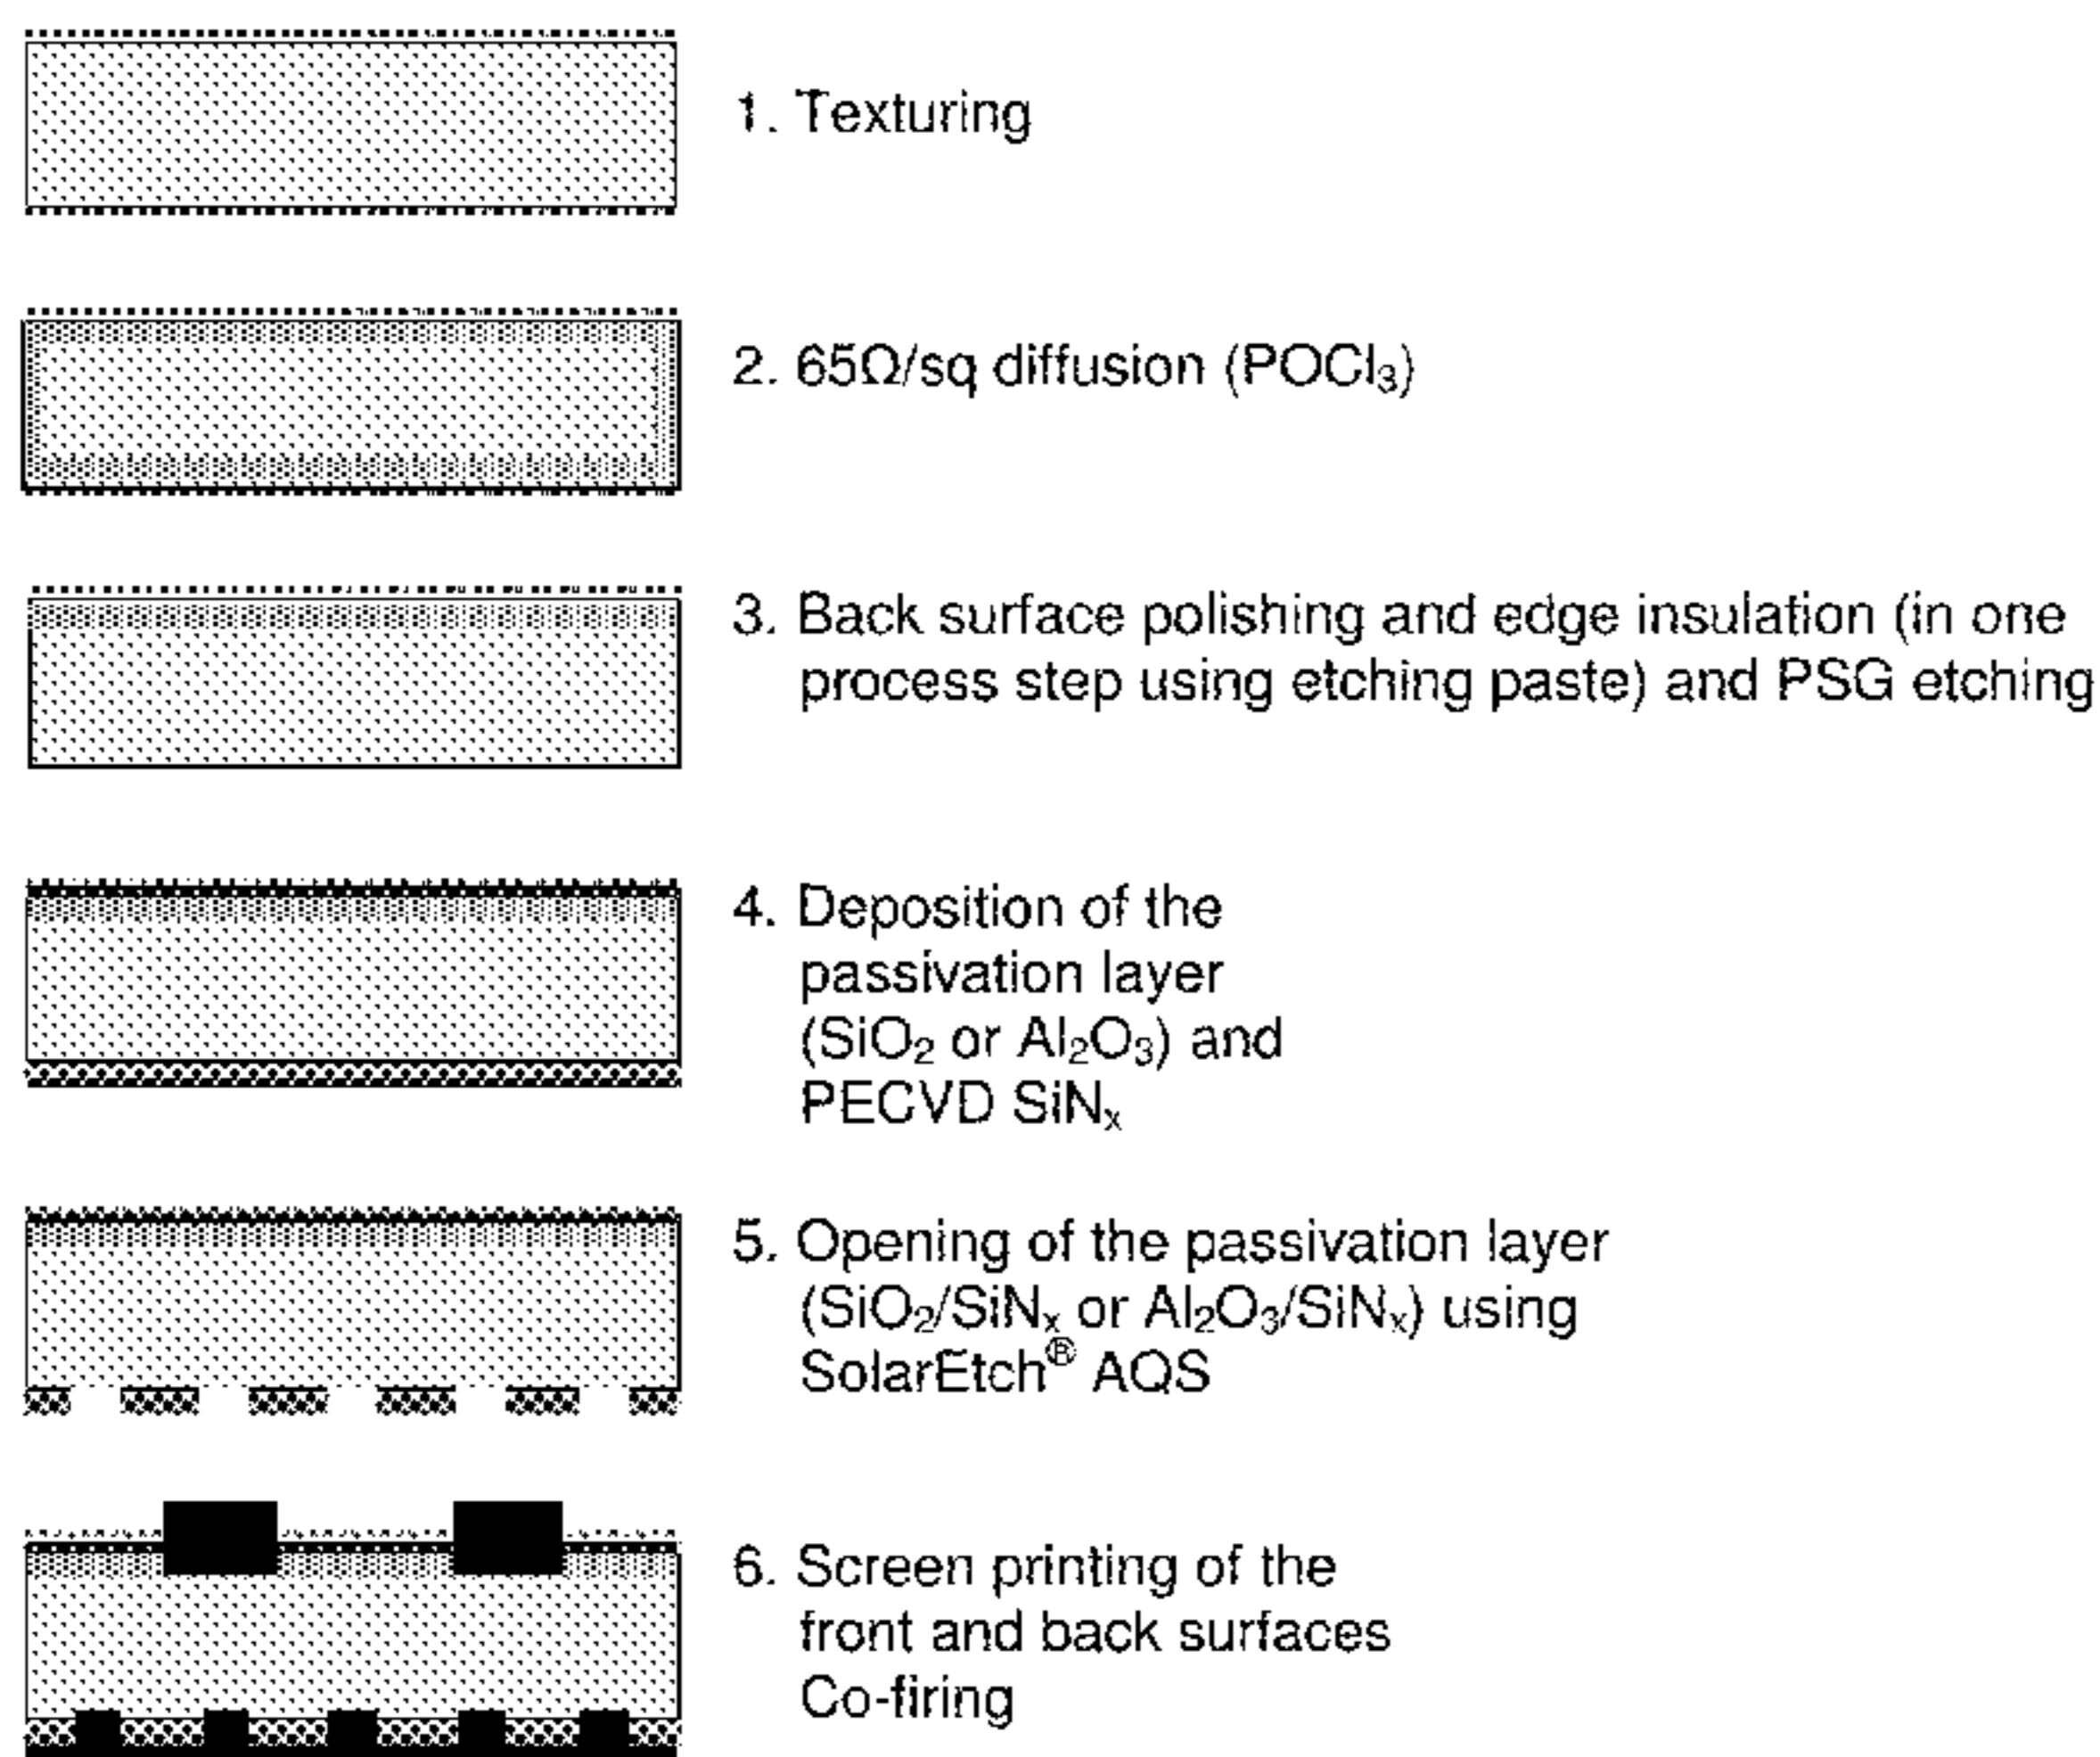 1. Texturing
2. 65Ω/sq diffusion (POCl₃)
3. Back surface polishing and edge insulation (in one
process step using etching paste) and PSG etching
4. Deposition of the
passivation layer
(SiO₂ or Al₂O₃) and
PECVD SiNₓ
5. Opening of the passivation layer
(SiO₂/SiNₓ or Al₂O₃/SiNₓ) using
SolarEtch® AQS
6. Screen printing of the
front and back surfaces
Co-firing